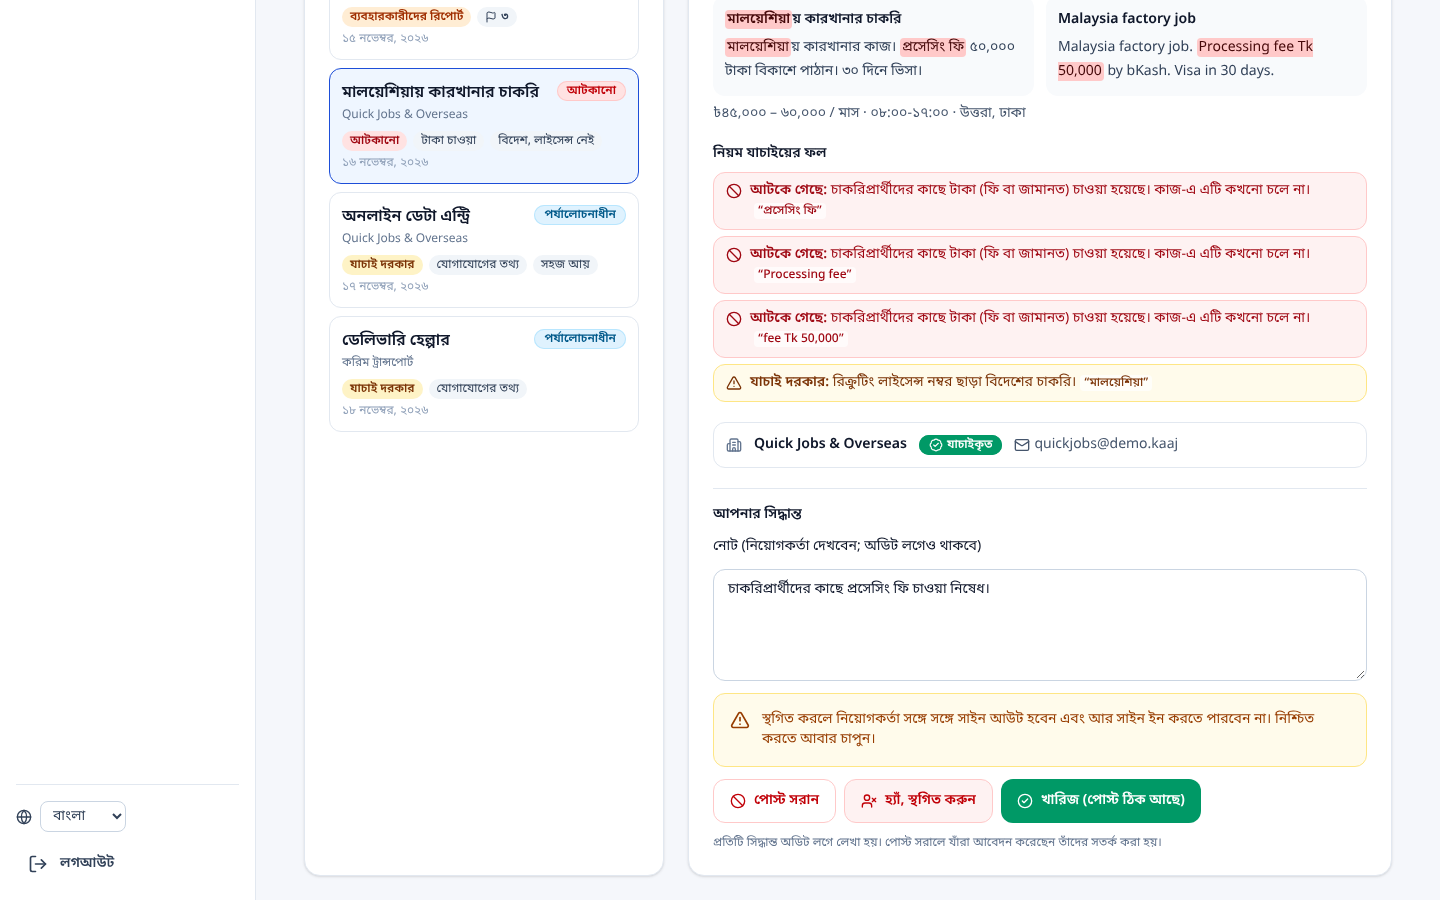 ব্যবহারকারীদের রিপোর্ট ৩
১৫ নভেম্বর, ২০২৬
মালয়েশিয়ায় কারখানার চাকরি আটকানো
Quick Jobs & Overseas
আটকানো টাকা চাওয়া বিদেশ, লাইসেন্স নেই
১৬ নভেম্বর, ২০২৬
অনলাইন ডেটা এন্ট্রি পর্যালোচনাধীন
Quick Jobs & Overseas
যাচাই দরকার যোগাযোগের তথ্য সহজ আয়
১৭ নভেম্বর, ২০২৬
ডেলিভারি হেল্পার পর্যালোচনাধীন
করিম ট্রান্সপোর্ট
যাচাই দরকার যোগাযোগের তথ্য
১৮ নভেম্বর, ২০২৬
মালয়েশিয়ায় কারখানার চাকরি
মালয়েশিয়ায় কারখানার কাজ। প্রসেসিং ফি ৫০,০০০
টাকা বিকাশে পাঠান। ৩০ দিনে ভিসা।
Malaysia factory job
Malaysia factory job. Processing fee Tk
50,000 by bKash. Visa in 30 days.
৳৪৫,০০০ – ৬০,০০০ / মাস · ০৮:০০-১৭:০০ · উত্তরা, ঢাকা
নিয়ম যাচাইয়ের ফল
আটকে গেছে: চাকরিপ্রার্থীদের কাছে টাকা (ফি বা জামানত) চাওয়া হয়েছে। কাজ-এ এটি কখনো চলে না।
“প্রসেসিং ফি”
আটকে গেছে: চাকরিপ্রার্থীদের কাছে টাকা (ফি বা জামানত) চাওয়া হয়েছে। কাজ-এ এটি কখনো চলে না।
“Processing fee”
আটকে গেছে: চাকরিপ্রার্থীদের কাছে টাকা (ফি বা জামানত) চাওয়া হয়েছে। কাজ-এ এটি কখনো চলে না।
“fee Tk 50,000”
যাচাই দরকার: রিক্রুটিং লাইসেন্স নম্বর ছাড়া বিদেশের চাকরি। “মালয়েশিয়া”
Quick Jobs & Overseas যাচাইকৃত quickjobs@demo.kaaj
আপনার সিদ্ধান্ত
নোট (নিয়োগকর্তা দেখবেন; অডিট লগেও থাকবে)
চাকরিপ্রার্থীদের কাছে প্রসেসিং ফি চাওয়া নিষেধ।
স্থগিত করলে নিয়োগকর্তা সঙ্গে সঙ্গে সাইন আউট হবেন এবং আর সাইন ইন করতে পারবেন না। নিশ্চিত
করতে আবার চাপুন।
পোস্ট সরান হ্যাঁ, স্থগিত করুন খারিজ (পোস্ট ঠিক আছে)
প্রতিটি সিদ্ধান্ত অডিট লগে লেখা হয়। পোস্ট সরালে যাঁরা আবেদন করেছেন তাঁদের সতর্ক করা হয়।
বাংলা
লগআউট